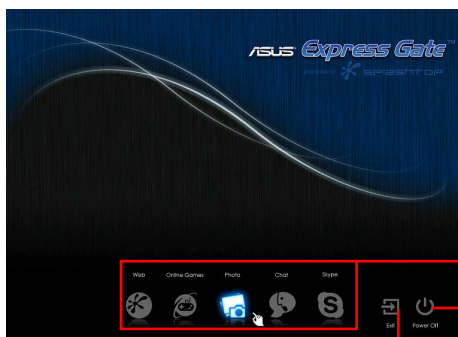 ASUS Express Gate™
powered by splashtop
Web Online Games Photo Chat Skype
Exit Power Off